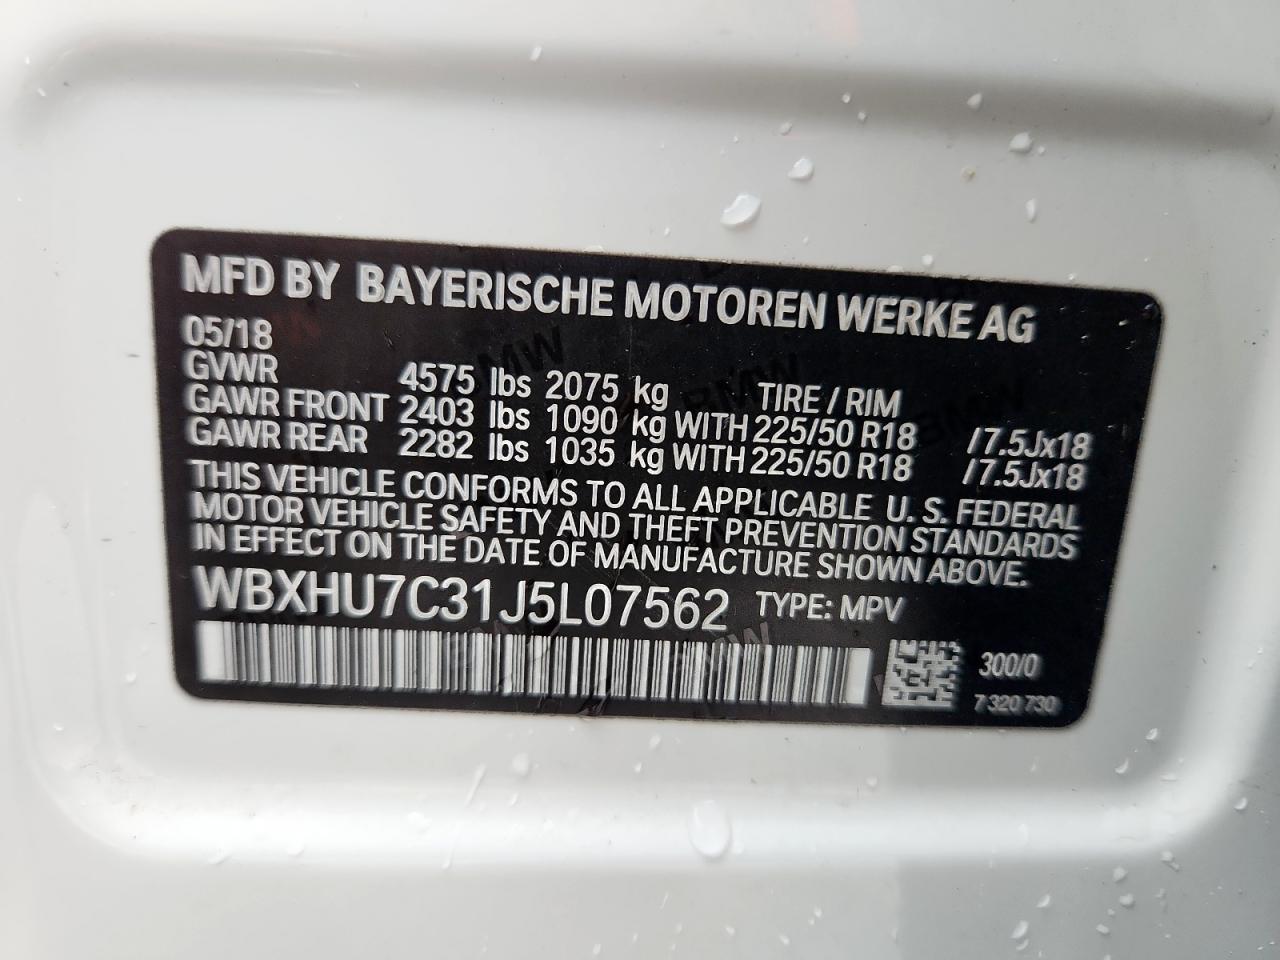 MFD BY BAYERISCHE MOTOREN WERKE AG
05/18
GVWR 4575 lbs 2075 kg TIRE / RIM
GAWR FRONT 2403 lbs 1090 kg WITH 225/50 R18 / 7.5Jx18
GAWR REAR 2282 lbs 1035 kg WITH 225/50 R18 / 7.5Jx18
THIS VEHICLE CONFORMS TO ALL APPLICABLE U. S. FEDERAL
MOTOR VEHICLE SAFETY AND THEFT PREVENTION STANDARDS
IN EFFECT ON THE DATE OF MANUFACTURE SHOWN ABOVE.
WBXHU7C31J5L07562 TYPE: MPV
300/0
7 320 730